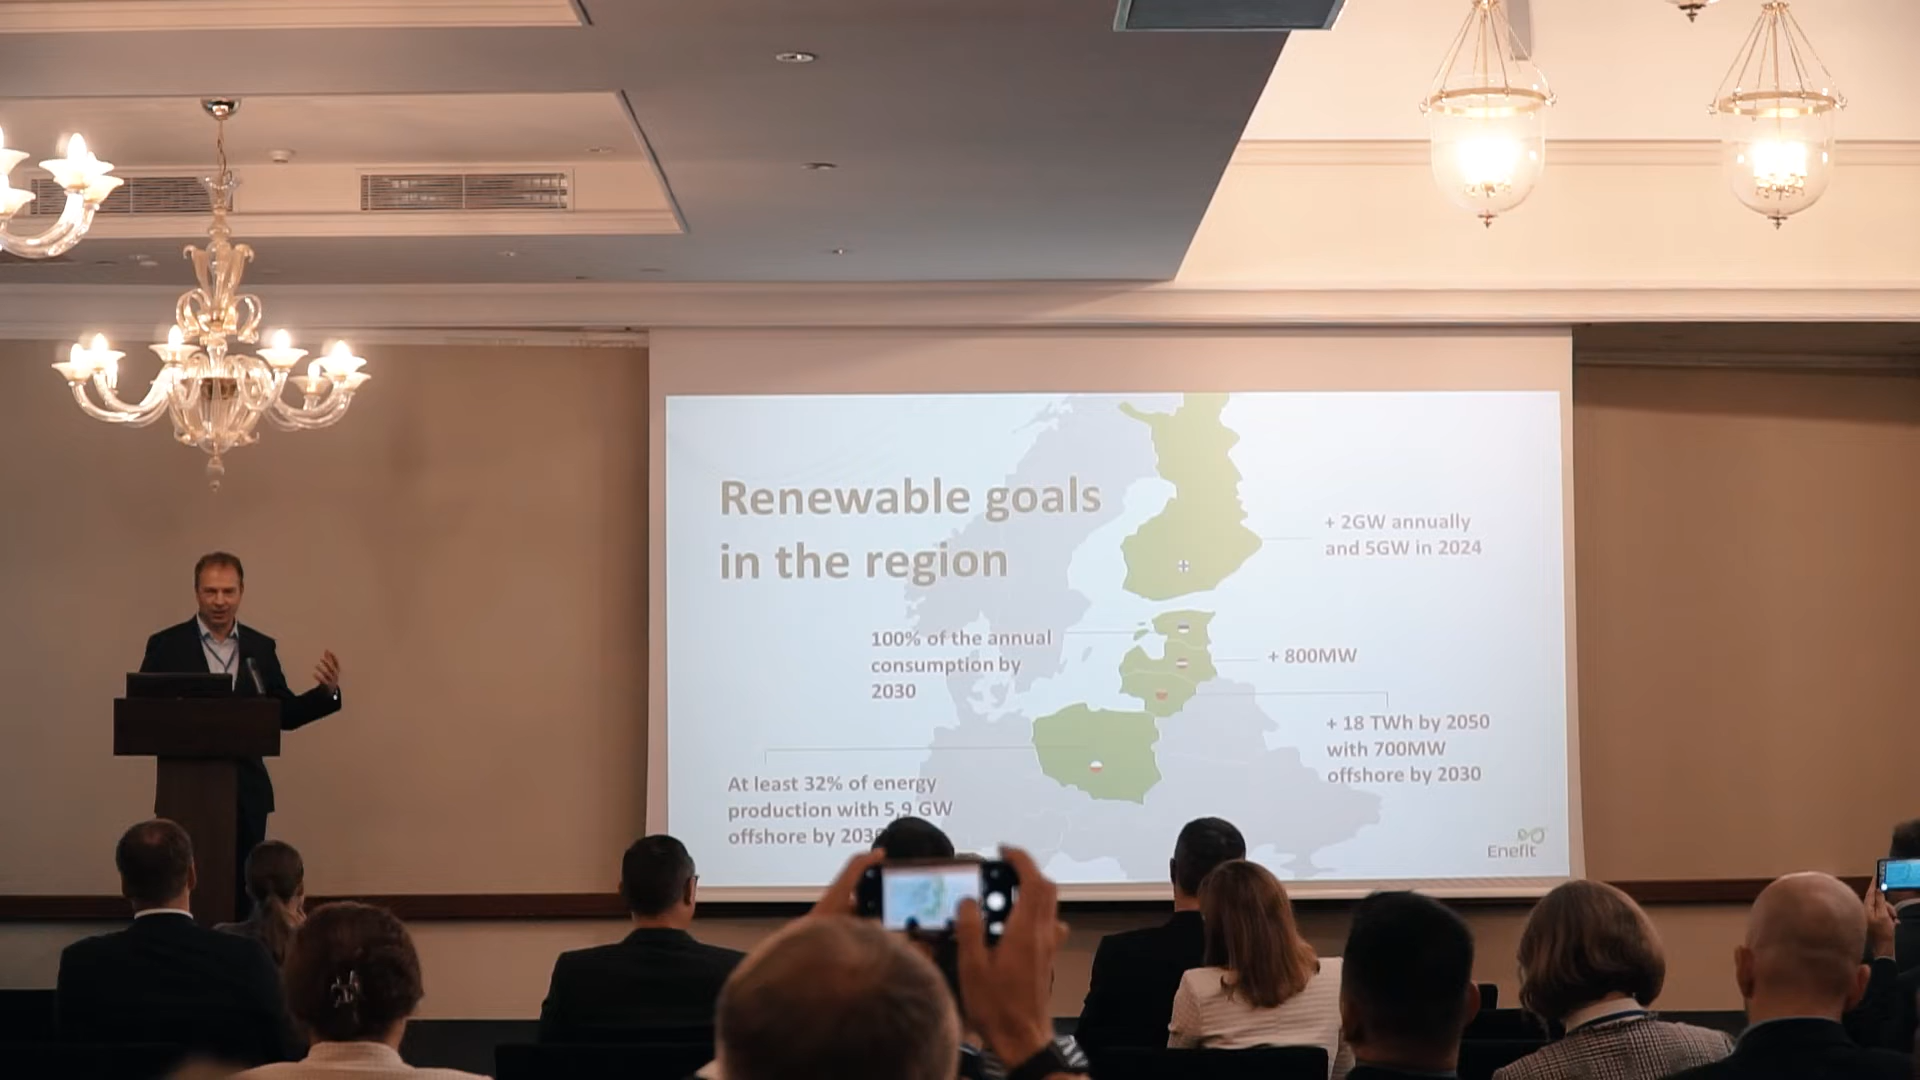 Renewable goals
in the region
+ 2GW annually
and 5GW in 2024
100% of the annual
consumption by
2030
+ 800MW
+ 18 TWh by 2050
with 700MW
offshore by 2030
At least 32% of energy
production with 5,9 GW
offshore by
Enefit